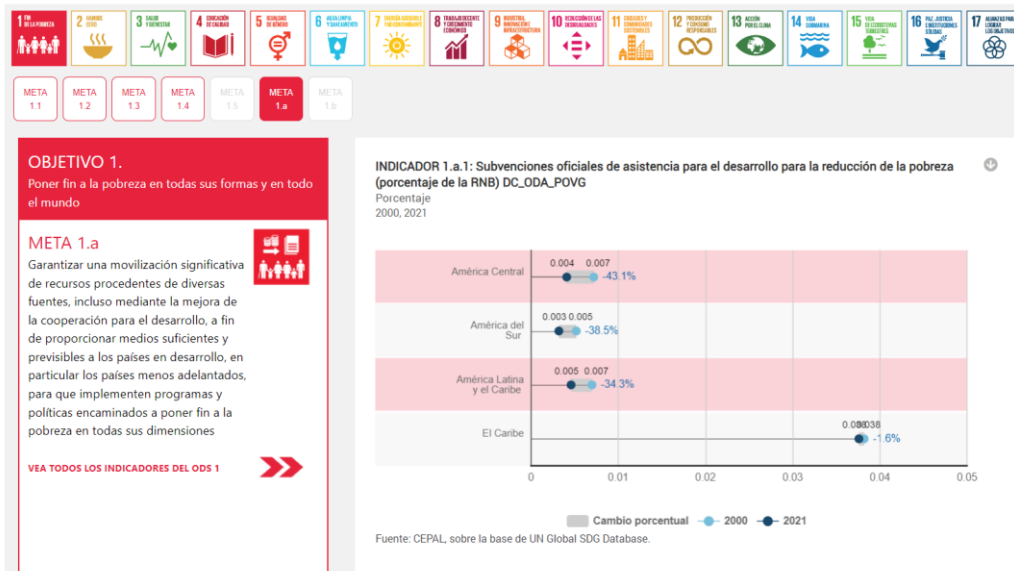 1 FIN DE LA POBREZA
2 HAMBRE CERO
3 SALUD Y BIENESTAR
4 EDUCACIÓN DE CALIDAD
5 IGUALDAD DE GÉNERO
6 AGUA LIMPIA Y SANEAMIENTO
7 ENERGÍA ASEQUIBLE Y NO CONTAMINANTE
8 TRABAJO DECENTE Y CRECIMIENTO ECONÓMICO
9 INDUSTRIA, INNOVACIÓN E INFRAESTRUCTURA
10 REDUCCIÓN DE LAS DESIGUALDADES
11 CIUDADES Y COMUNIDADES SOSTENIBLES
12 PRODUCCIÓN Y CONSUMO RESPONSABLES
13 ACCIÓN POR EL CLIMA
14 VIDA SUBMARINA
15 VIDA DE ECOSISTEMAS TERRESTRES
16 PAZ, JUSTICIA E INSTITUCIONES SÓLIDAS
17 ALIANZAS PARA LOGRAR LOS OBJETIVOS
META 1.1
META 1.2
META 1.3
META 1.4
META 1.5
META 1.a
META 1.b
OBJETIVO 1.
Poner fin a la pobreza en todas sus formas y en todo
el mundo
META 1.a
Garantizar una movilización significativa
de recursos procedentes de diversas
fuentes, incluso mediante la mejora de
la cooperación para el desarrollo, a fin
de proporcionar medios suficientes y
previsibles a los países en desarrollo, en
particular los países menos adelantados,
para que implementen programas y
políticas encaminados a poner fin a la
pobreza en todas sus dimensiones
VEA TODOS LOS INDICADORES DEL ODS 1
INDICADOR 1.a.1: Subvenciones oficiales de asistencia para el desarrollo para la reducción de la pobreza
(porcentaje de la RNB) DC_ODA_POVG
Porcentaje
2000, 2021
América Central 0.004 0.007 -43.1%
América del
Sur 0.003 0.005 -38.5%
América Latina
y el Caribe 0.005 0.007 -34.3%
El Caribe 0.038 -1.6%
0 0.01 0.02 0.03 0.04 0.05
Cambio porcentual 2000 2021
Fuente: CEPAL, sobre la base de UN Global SDG Database.